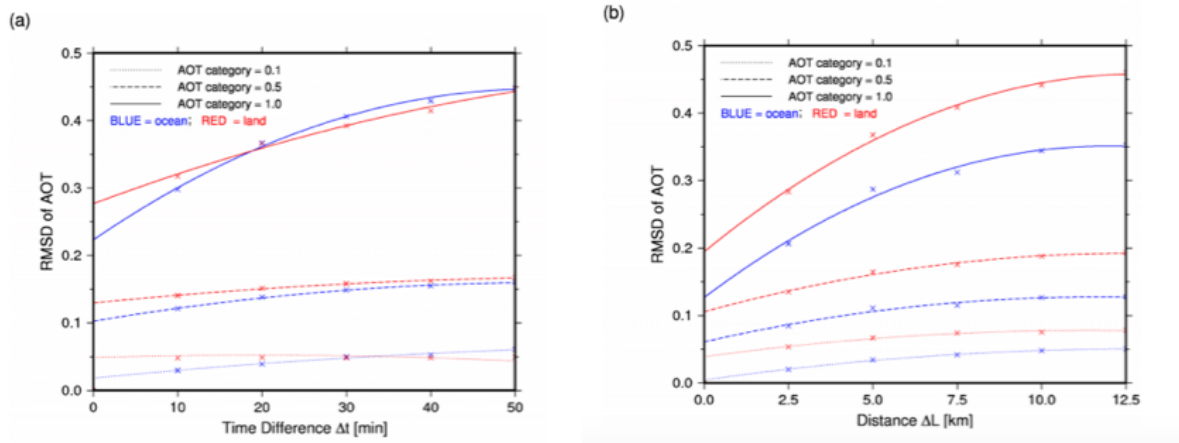 (a)
0.5
0.4
0.3
0.2
0.1
0.0
RMSD of AOT
AOT category = 0.1
AOT category = 0.5
AOT category = 1.0
BLUE = ocean; RED = land
0 10 20 30 40 50
Time Difference Δt [min]
(b)
0.5
0.4
0.3
0.2
0.1
0.0
RMSD of AOT
AOT category = 0.1
AOT category = 0.5
AOT category = 1.0
BLUE = ocean; RED = land
0.0 2.5 5.0 7.5 10.0 12.5
Distance ΔL [km]